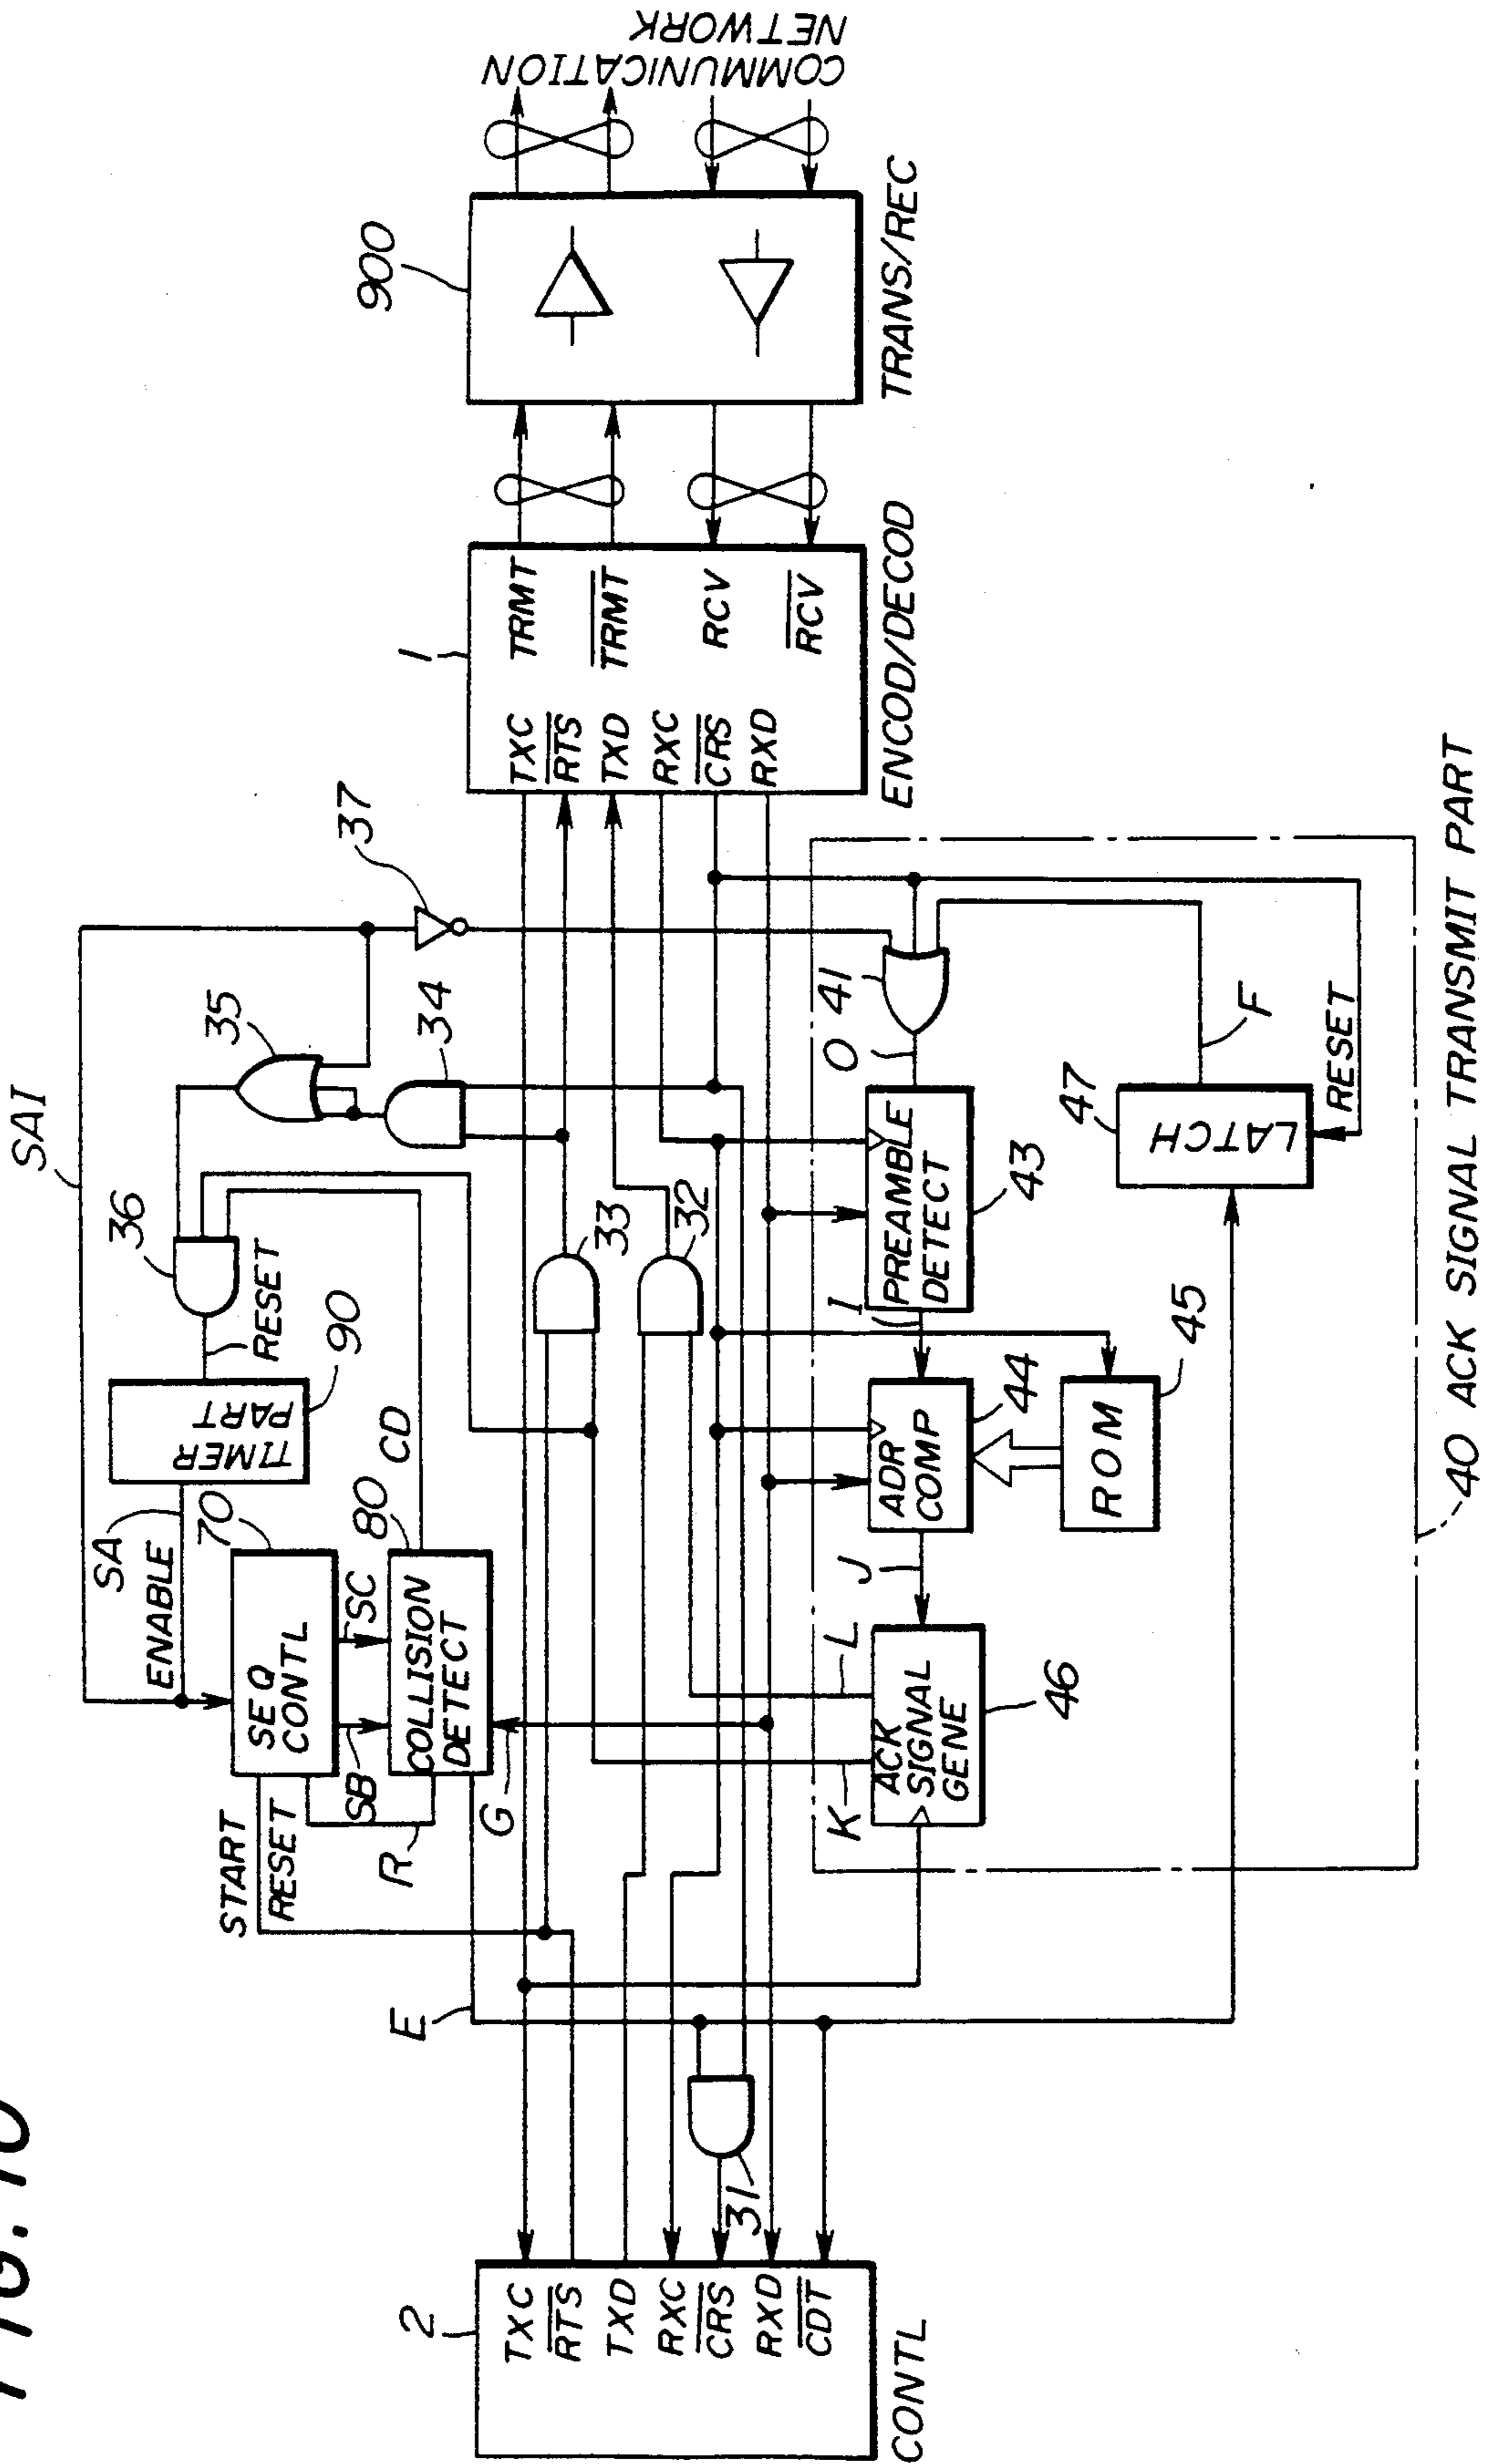 FIG. 10
SAI
SA
ENABLE
70
SEQ
CONTL
START
RESET
SC
SB
R
80
COLLISION
DETECT
CD
G
E
TIMER
PART
90
RESET
36
35
34
37
33
32
31
2
TXC
RTS
TXD
RXC
CRS
RXD
CDT
CONTL
1
TXC
RTS
TXD
RXC
CRS
RXD
TRMT
TRMT
RCV
RCV
ENCOD/DECOD
900
TRANS/REC
COMMUNICATION
NETWORK
K
L
ACK
SIGNAL
GENE
46
J
ADR
COMP
44
ROM
45
I
PREAMBLE
DETECT
43
O
41
47
LATCH
F
RESET
40 ACK SIGNAL TRANSMIT PART